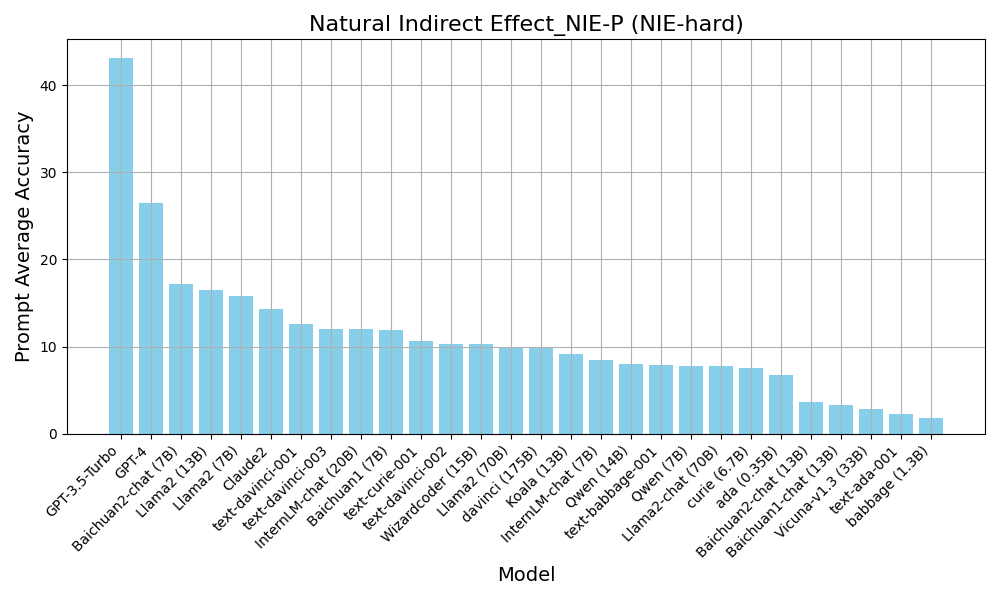 Natural Indirect Effect_NIE-P (NIE-hard)
Prompt Average Accuracy
40
30
20
10
0
GPT-3.5-Turbo
GPT-4
Baichuan2-chat (7B)
Llama2 (13B)
Llama2 (7B)
Claude2
text-davinci-001
text-davinci-003
InternLM-chat (20B)
Baichuan1 (7B)
text-curie-001
text-davinci-002
Wizardcoder (15B)
Llama2 (70B)
davinci (175B)
Koala (13B)
InternLM-chat (7B)
Qwen (14B)
text-babbage-001
Qwen (7B)
Llama2-chat (70B)
curie (6.7B)
ada (0.35B)
Baichuan2-chat (13B)
Baichuan1-chat (13B)
Vicuna-v1.3 (33B)
text-ada-001
babbage (1.3B)
Model